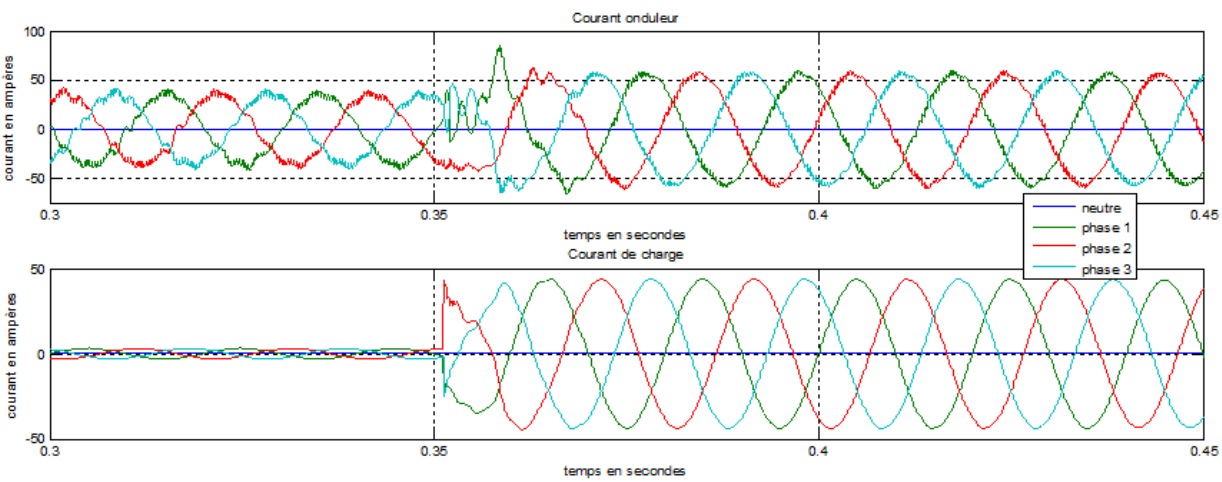 Courant onduleur
courant en ampères
100
50
0
-50
0.3
0.35
0.4
0.45
temps en secondes
neutre
phase 1
phase 2
phase 3
Courant de charge
courant en ampères
50
0
-50
0.3
0.35
0.4
0.45
temps en secondes